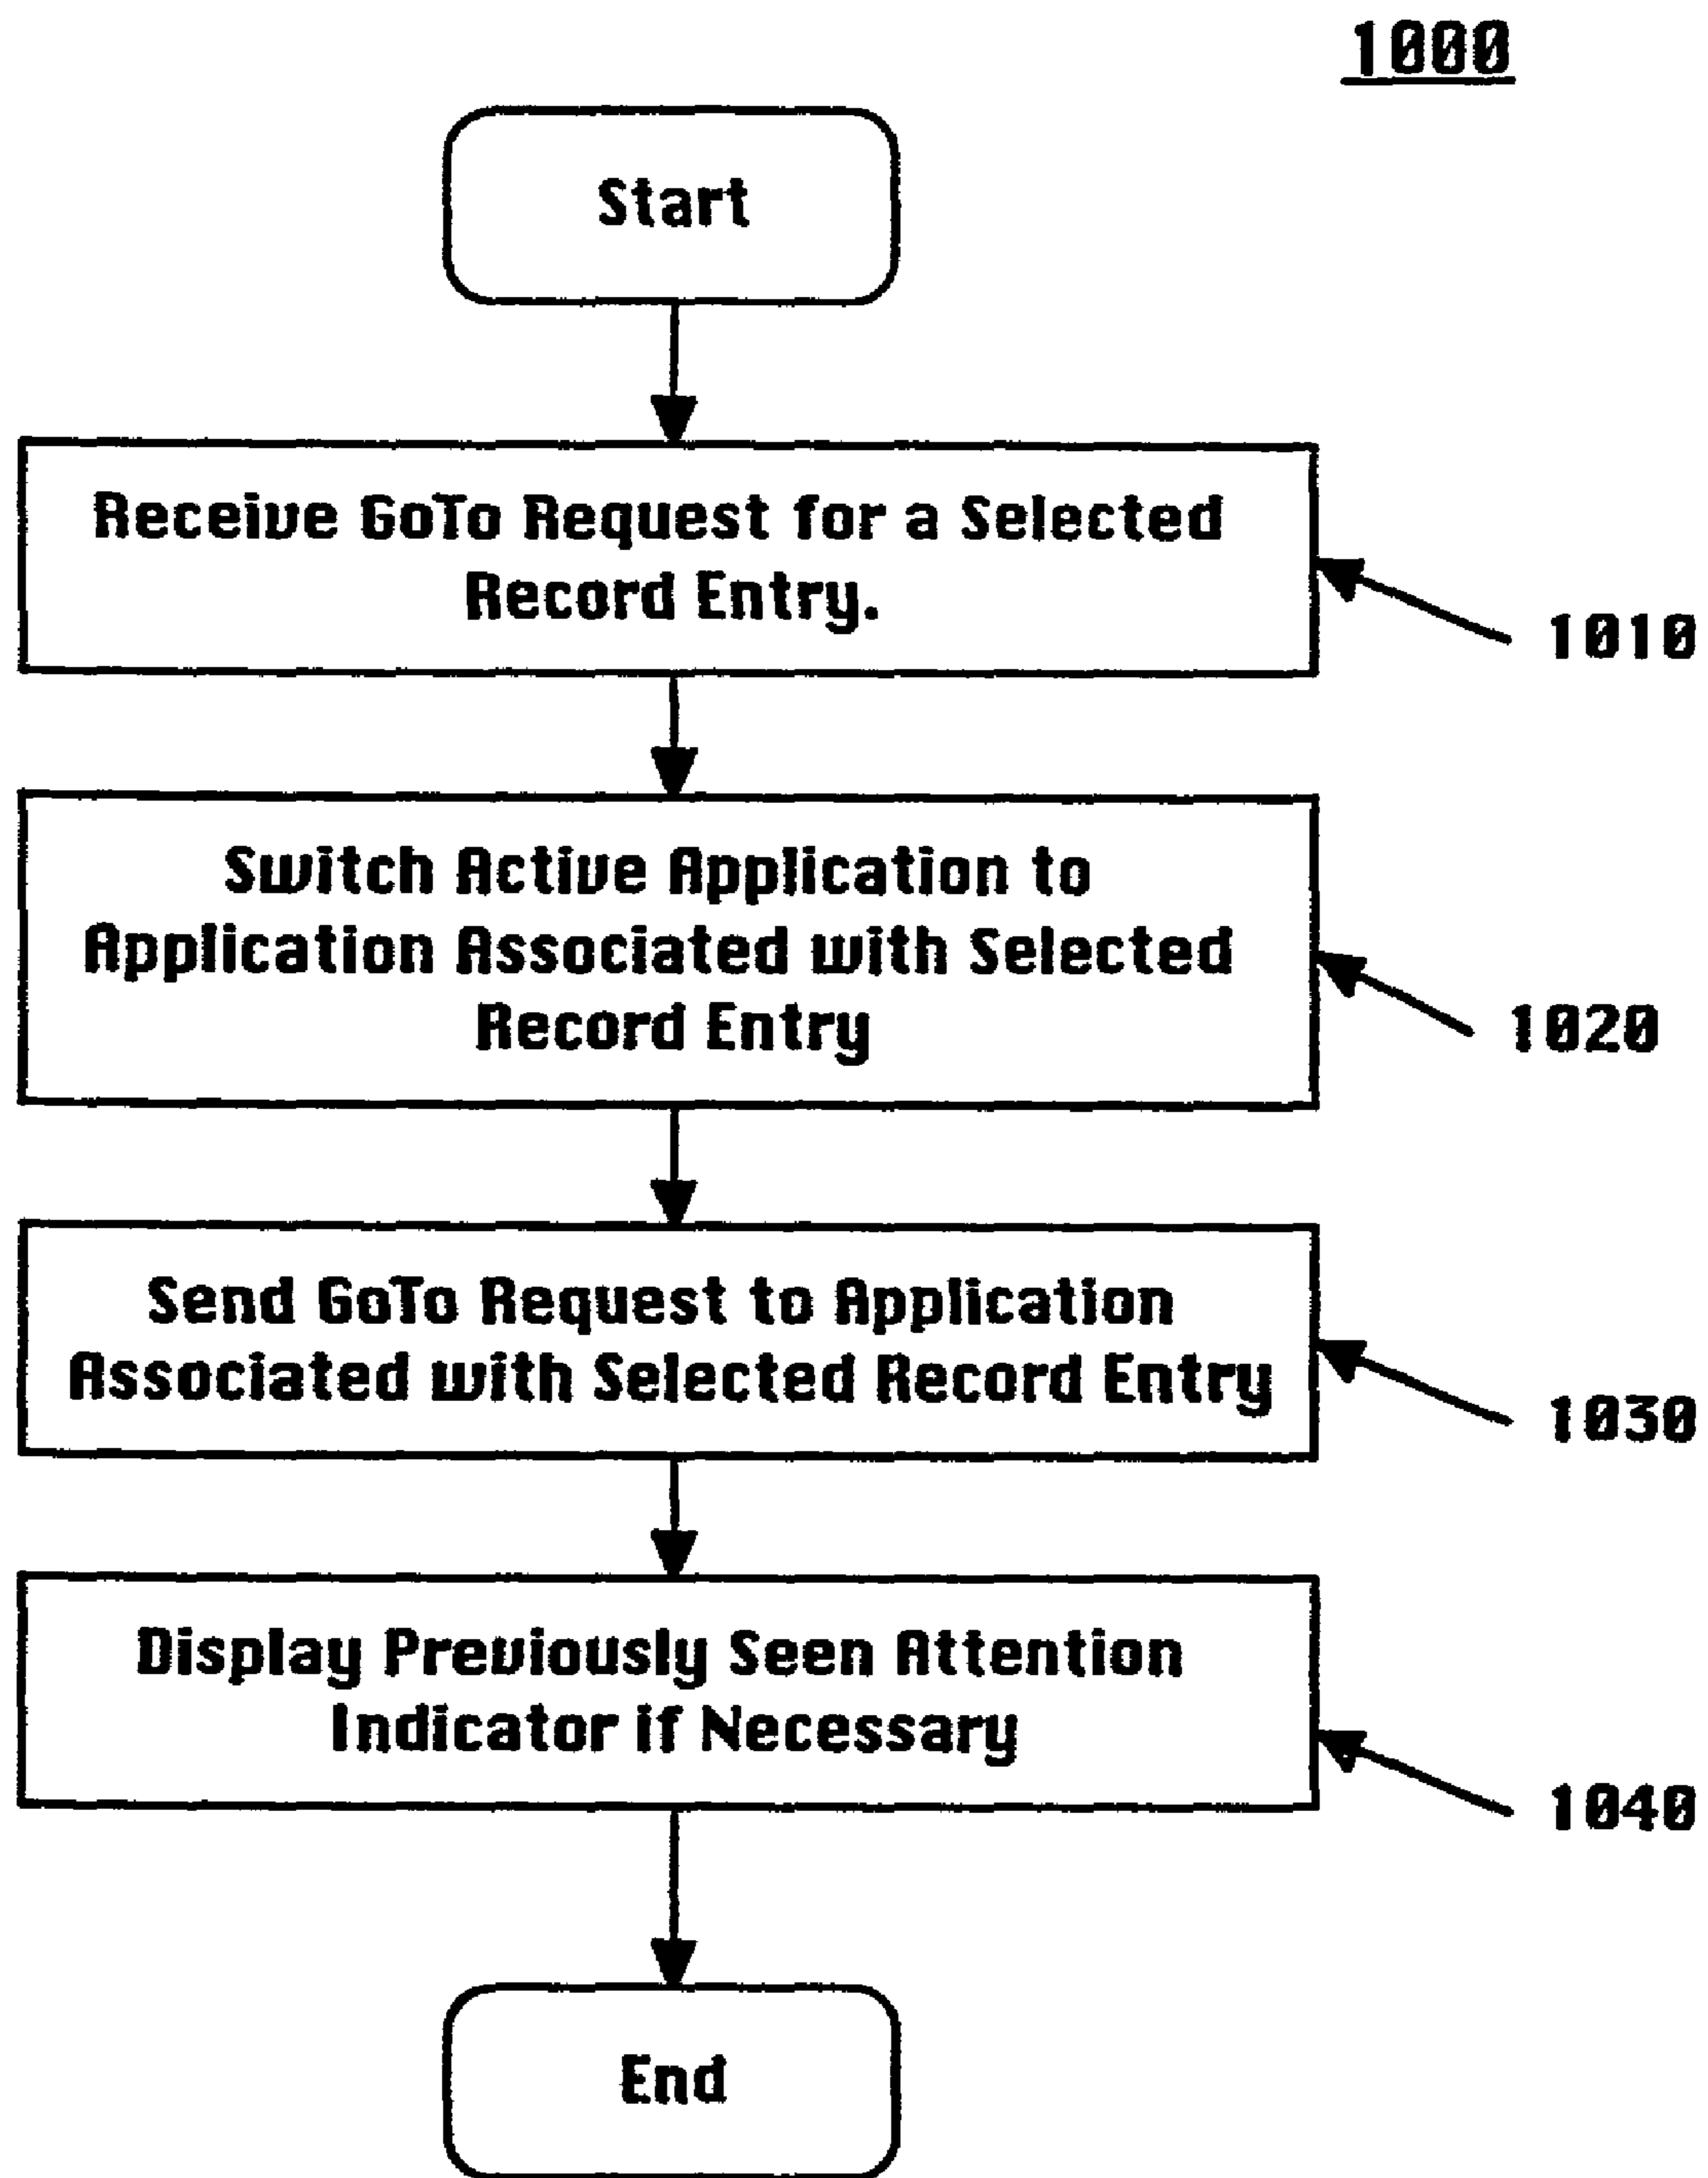 1000
Start
Receive GoTo Request for a Selected
Record Entry.
1010
Switch Active Application to
Application Associated with Selected
Record Entry
1020
Send GoTo Request to Application
Associated with Selected Record Entry
1030
Display Previously Seen Attention
Indicator if Necessary
1040
End